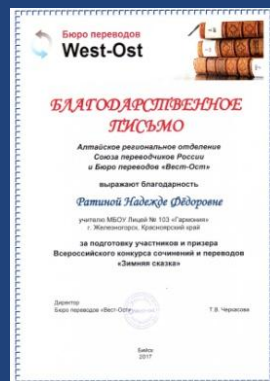 Бюро переводов
West-Ost
БЛАГОДАРСТВЕННОЕ
ПИСЬМО
Алтайское региональное отделение
Союза переводчиков России
и Бюро переводов «Вест-Ост»
выражают благодарность
Ратиной Надежде Фёдоровне
учителю МБОУ Лицей № 103 «Гармония»
г. Железногорск, Красноярский край
за подготовку участников и призера
Всероссийского конкурса сочинений и переводов
«Зимняя сказка»
Директор
Бюро переводов «Вест-Ост»
Т.В. Черкасова
Бийск
2017